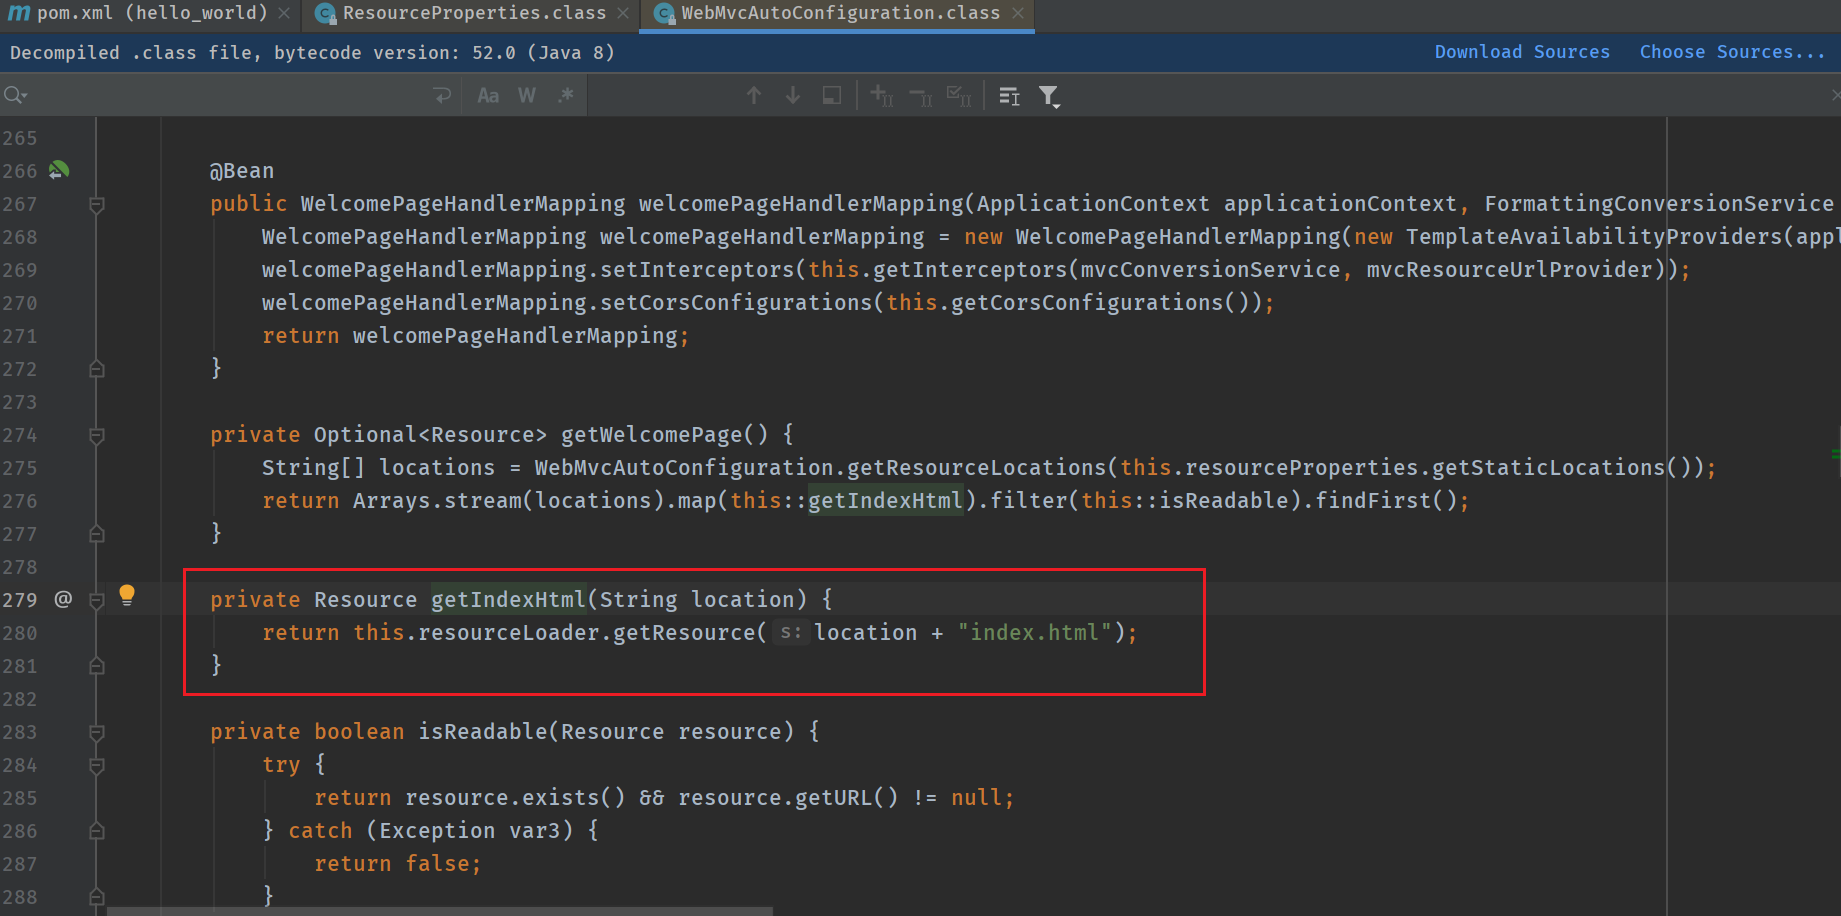 pom.xml (hello_world) ResourceProperties.class WebMvcAutoConfiguration.class
Decompiled .class file, bytecode version: 52.0 (Java 8) Download Sources Choose Sources...
Aa W .*
265
266 @Bean
267 public WelcomePageHandlerMapping welcomePageHandlerMapping(ApplicationContext applicationContext, FormattingConversionService
268 WelcomePageHandlerMapping welcomePageHandlerMapping = new WelcomePageHandlerMapping(new TemplateAvailabilityProviders(appl
269 welcomePageHandlerMapping.setInterceptors(this.getInterceptors(mvcConversionService, mvcResourceUrlProvider));
270 welcomePageHandlerMapping.setCorsConfigurations(this.getCorsConfigurations());
271 return welcomePageHandlerMapping;
272 }
273
274 private Optional<Resource> getWelcomePage() {
275 String[] locations = WebMvcAutoConfiguration.getResourceLocations(this.resourceProperties.getStaticLocations());
276 return Arrays.stream(locations).map(this::getIndexHtml).filter(this::isReadable).findFirst();
277 }
278
279 @ private Resource getIndexHtml(String location) {
280 return this.resourceLoader.getResource( s: location + "index.html");
281 }
282
283 private boolean isReadable(Resource resource) {
284 try {
285 return resource.exists() && resource.getURL() != null;
286 } catch (Exception var3) {
287 return false;
288 }